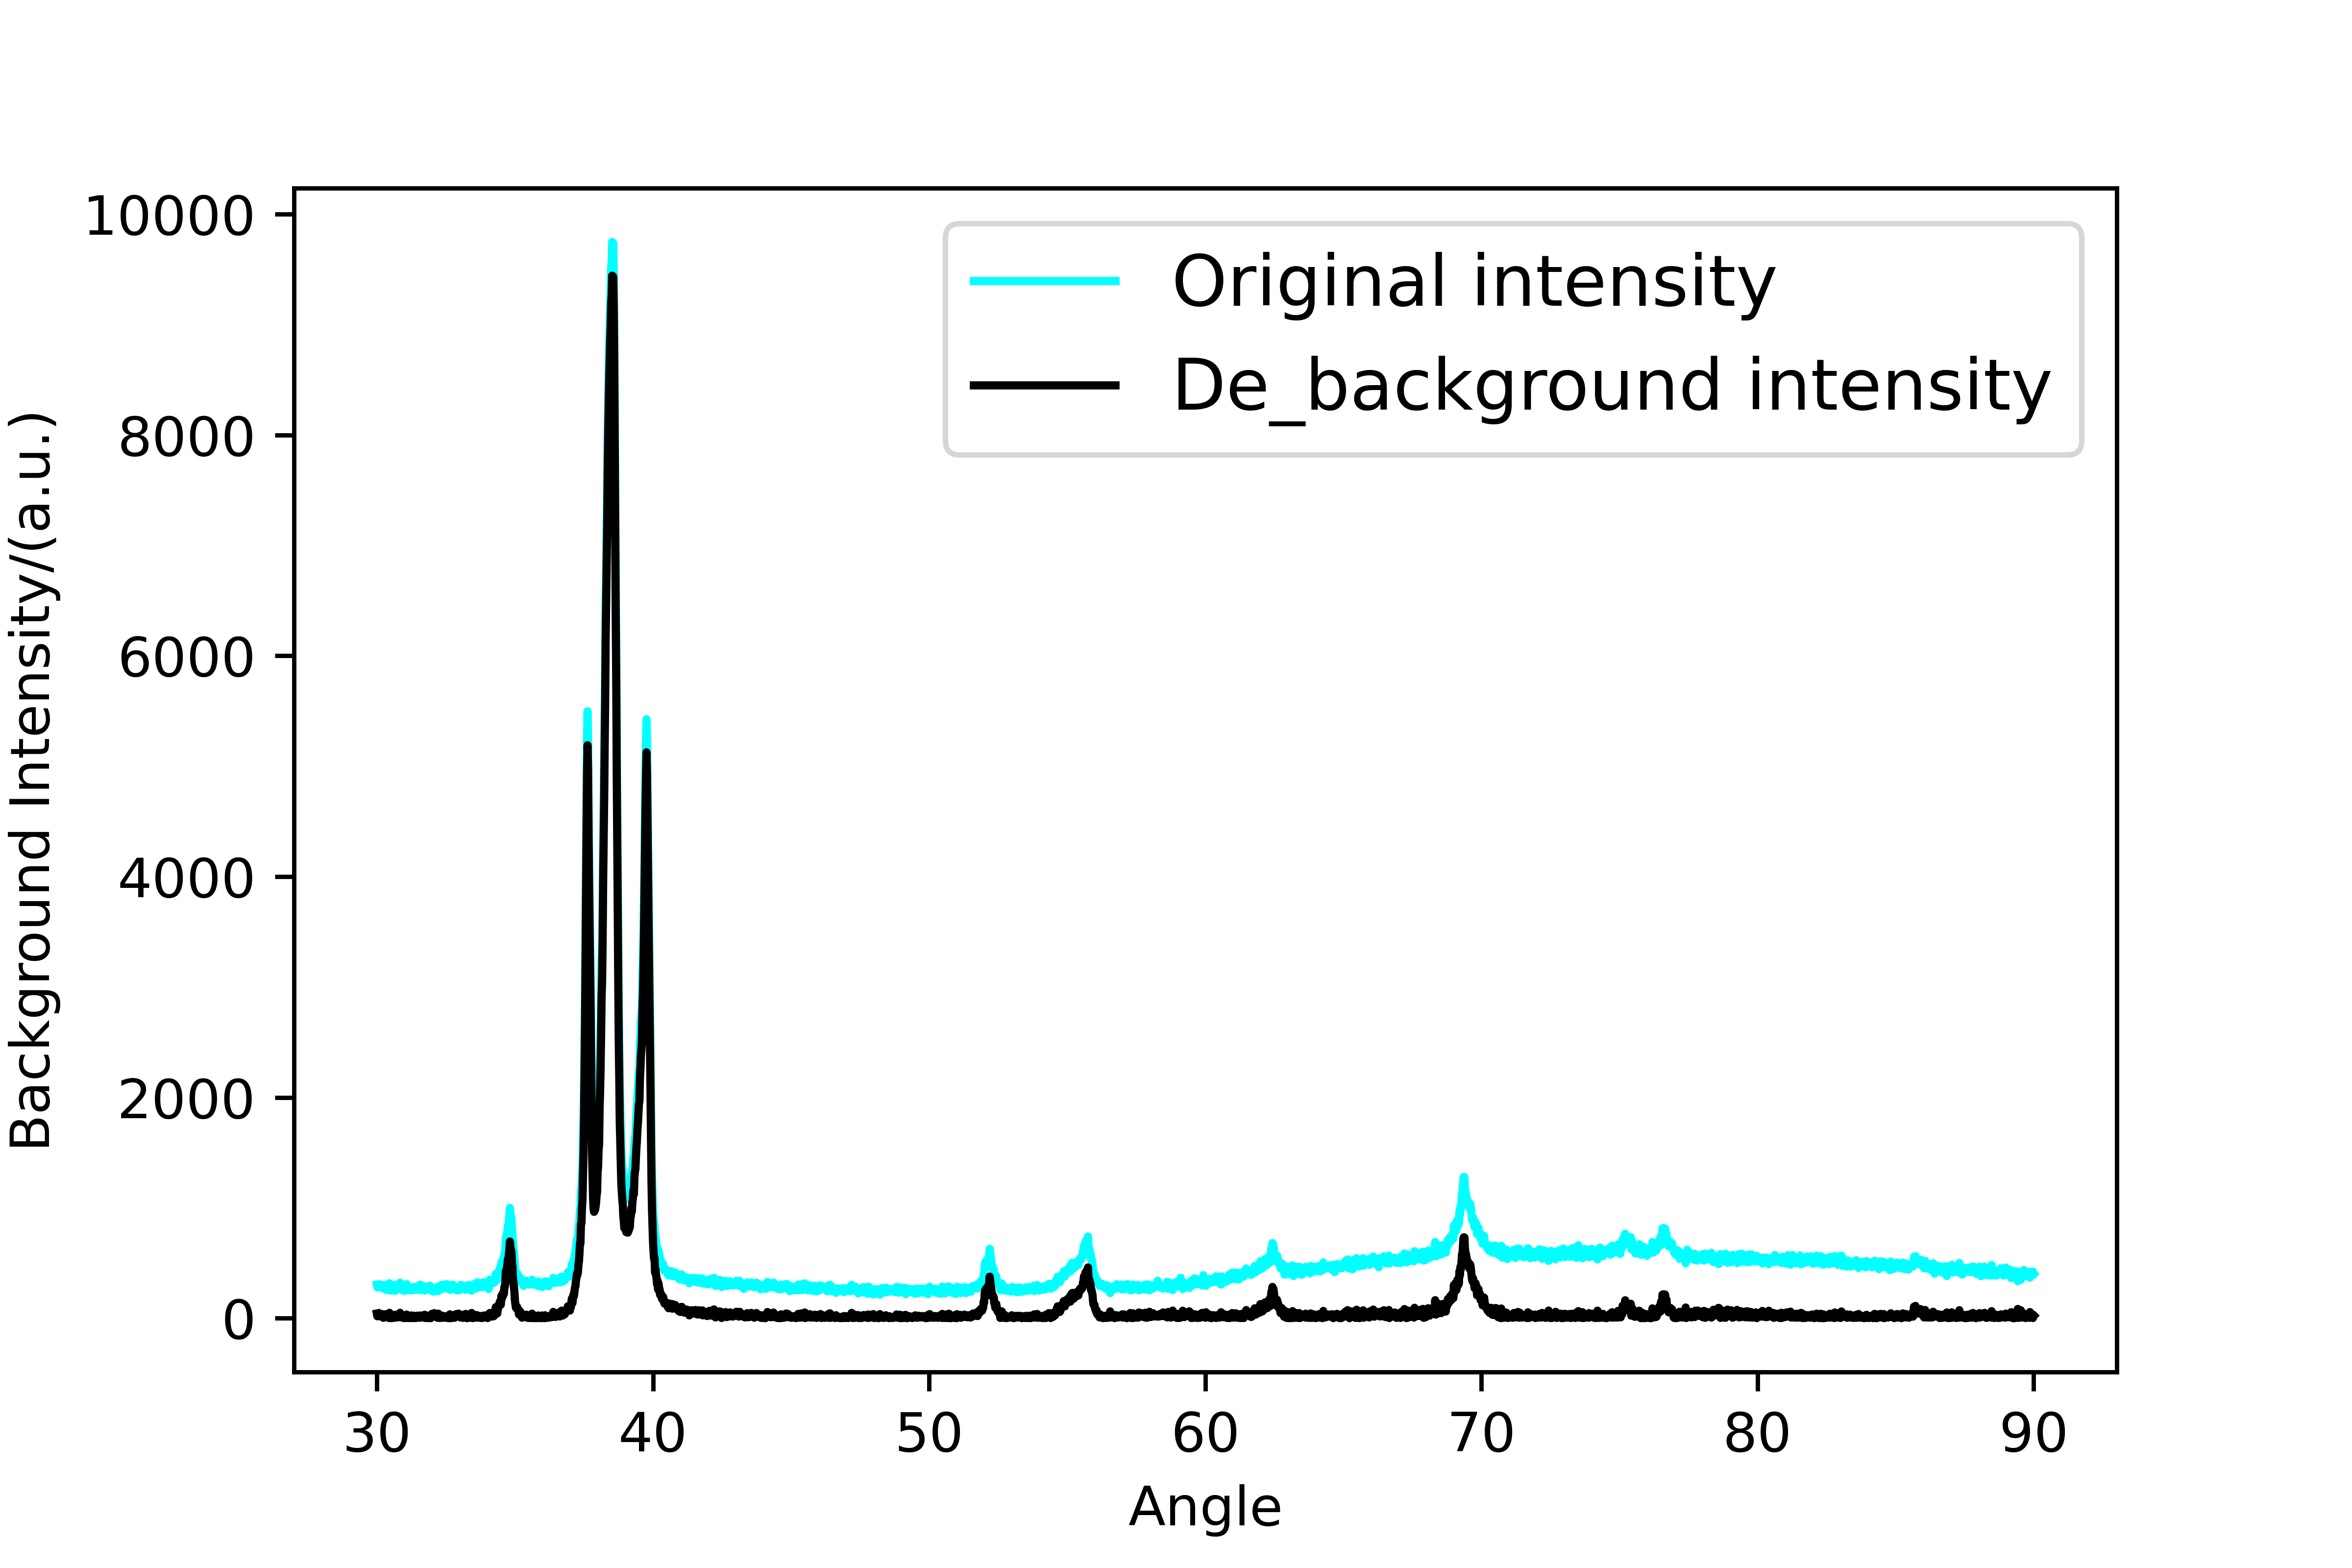 Original intensity
De_background intensity
10000
8000
6000
4000
2000
0
Background Intensity/(a.u.)
30 40 50 60 70 80 90
Angle